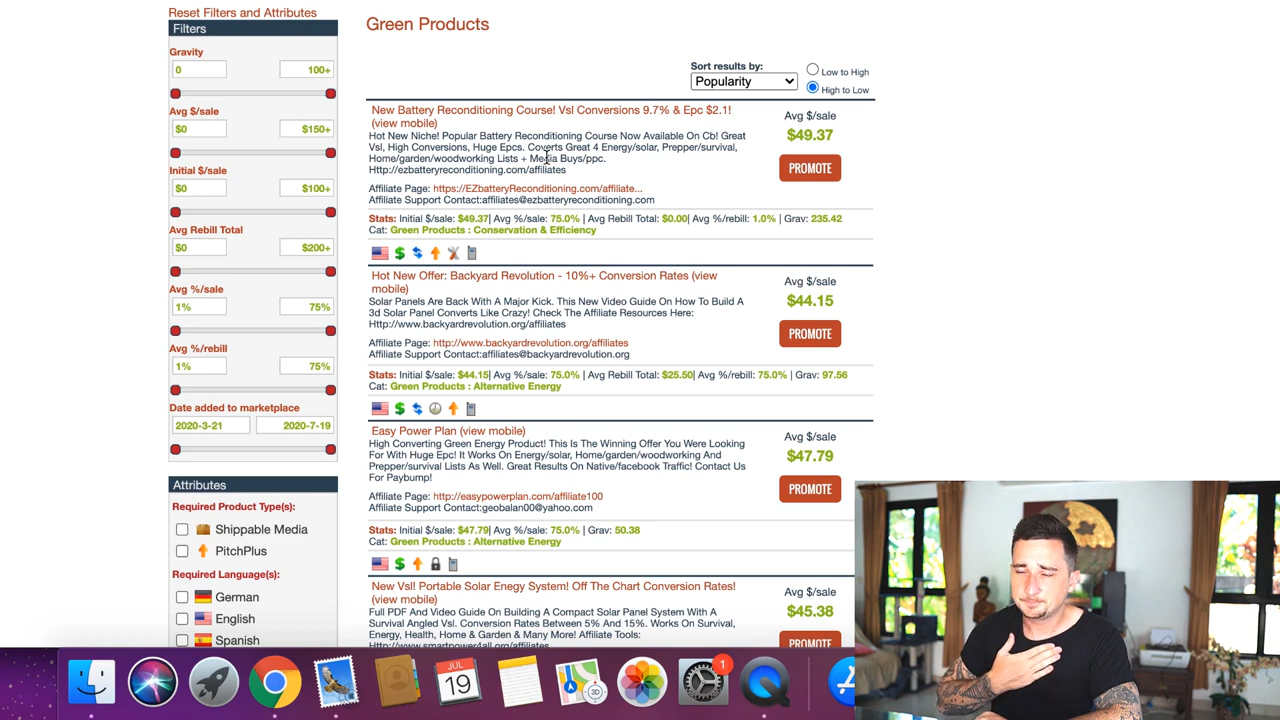 Reset Filters and Attributes
Filters
Gravity
0
100+
Avg $/sale
$0
$150+
Initial $/sale
$0
$100+
Avg Rebill Total
$0
$200+
Avg %/sale
1%
75%
Avg %/rebill
1%
75%
Date added to marketplace
2020-3-21
2020-7-19
Attributes
Required Product Type(s):
Shippable Media
PitchPlus
Required Language(s):
German
English
Spanish
Green Products
Sort results by:
Popularity
Low to High
High to Low
New Battery Reconditioning Course! Vsl Conversions 9.7% & Epc $2.1!
(view mobile)
Hot New Niche! Popular Battery Reconditioning Course Now Available On Cb! Great
Vsl, High Conversions, Huge Epcs. Coverts Great 4 Energy/solar, Prepper/survival,
Home/garden/woodworking Lists + Media Buys/ppc.
Http://ezbatteryreconditioning.com/affiliates
Affiliate Page: https://EZbatteryReconditioning.com/affiliate...
Affiliate Support Contact:affiliates@ezbatteryreconditioning.com
Avg $/sale
$49.37
PROMOTE
Stats: Initial $/sale: $49.37| Avg %/sale: 75.0% | Avg Rebill Total: $0.00| Avg %/rebill: 1.0% | Grav: 235.42
Cat: Green Products : Conservation & Efficiency
Hot New Offer: Backyard Revolution - 10%+ Conversion Rates (view
mobile)
Solar Panels Are Back With A Major Kick. This New Video Guide On How To Build A
3d Solar Panel Converts Like Crazy! Check The Affiliate Resources Here:
Http://www.backyardrevolution.org/affiliates
Affiliate Page: http://www.backyardrevolution.org/affiliates
Affiliate Support Contact:affiliates@backyardrevolution.org
Avg $/sale
$44.15
PROMOTE
Stats: Initial $/sale: $44.15| Avg %/sale: 75.0% | Avg Rebill Total: $25.50| Avg %/rebill: 75.0% | Grav: 97.56
Cat: Green Products : Alternative Energy
Easy Power Plan (view mobile)
High Converting Green Energy Product! This Is The Winning Offer You Were Looking
For With Huge Epc! It Works On Energy/solar, Home/garden/woodworking And
Prepper/survival Lists As Well. Great Results On Native/facebook Traffic! Contact Us
For Paybump!
Affiliate Page: http://easypowerplan.com/affiliate100
Affiliate Support Contact:geobalan00@yahoo.com
Avg $/sale
$47.79
PROMOTE
Stats: Initial $/sale: $47.79| Avg %/sale: 75.0% | Grav: 50.38
Cat: Green Products : Alternative Energy
New Vsl! Portable Solar Enegy System! Off The Chart Conversion Rates!
(view mobile)
Full PDF And Video Guide On Building A Compact Solar Panel System With A
Survival Angled Vsl. Conversion Rates Between 5% And 15%. Works On Survival,
Energy, Health, Home & Garden & Many More! Affiliate Tools:
Http://www.smartpower4all.org/affiliates
Avg $/sale
$45.38
PROMOTE
JUL
19
3D
1